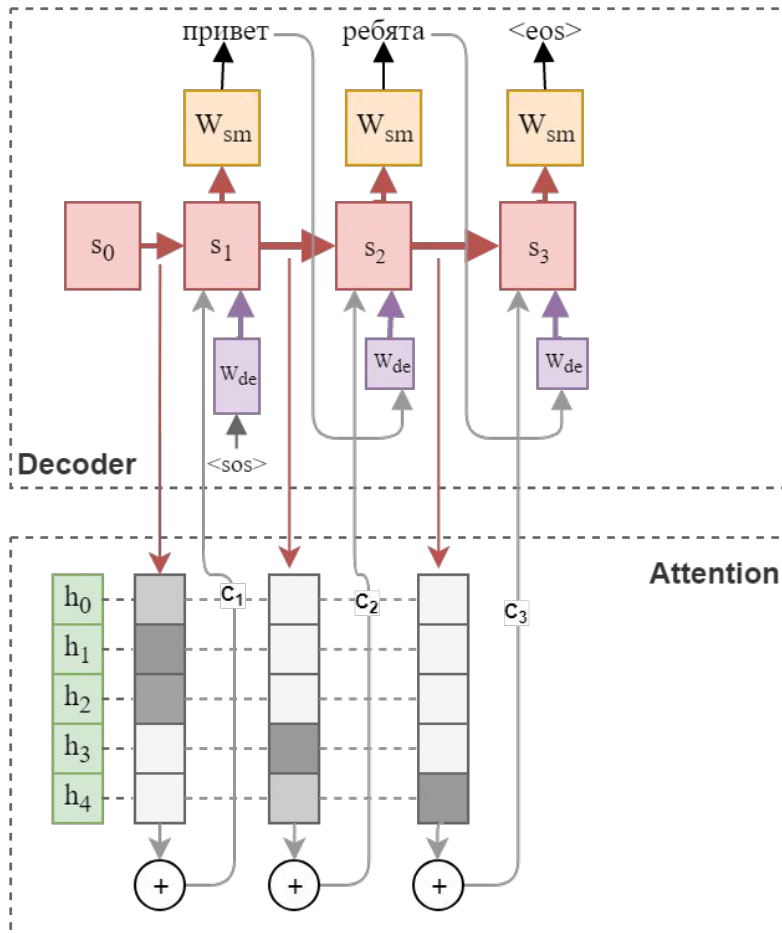 привет ребята <eos>
W_sm W_sm W_sm
s_0 s_1 s_2 s_3
W_de W_de W_de
<sos>
Decoder
Attention
h_0 C_1 C_2 C_3
h_1
h_2
h_3
h_4
+ + +